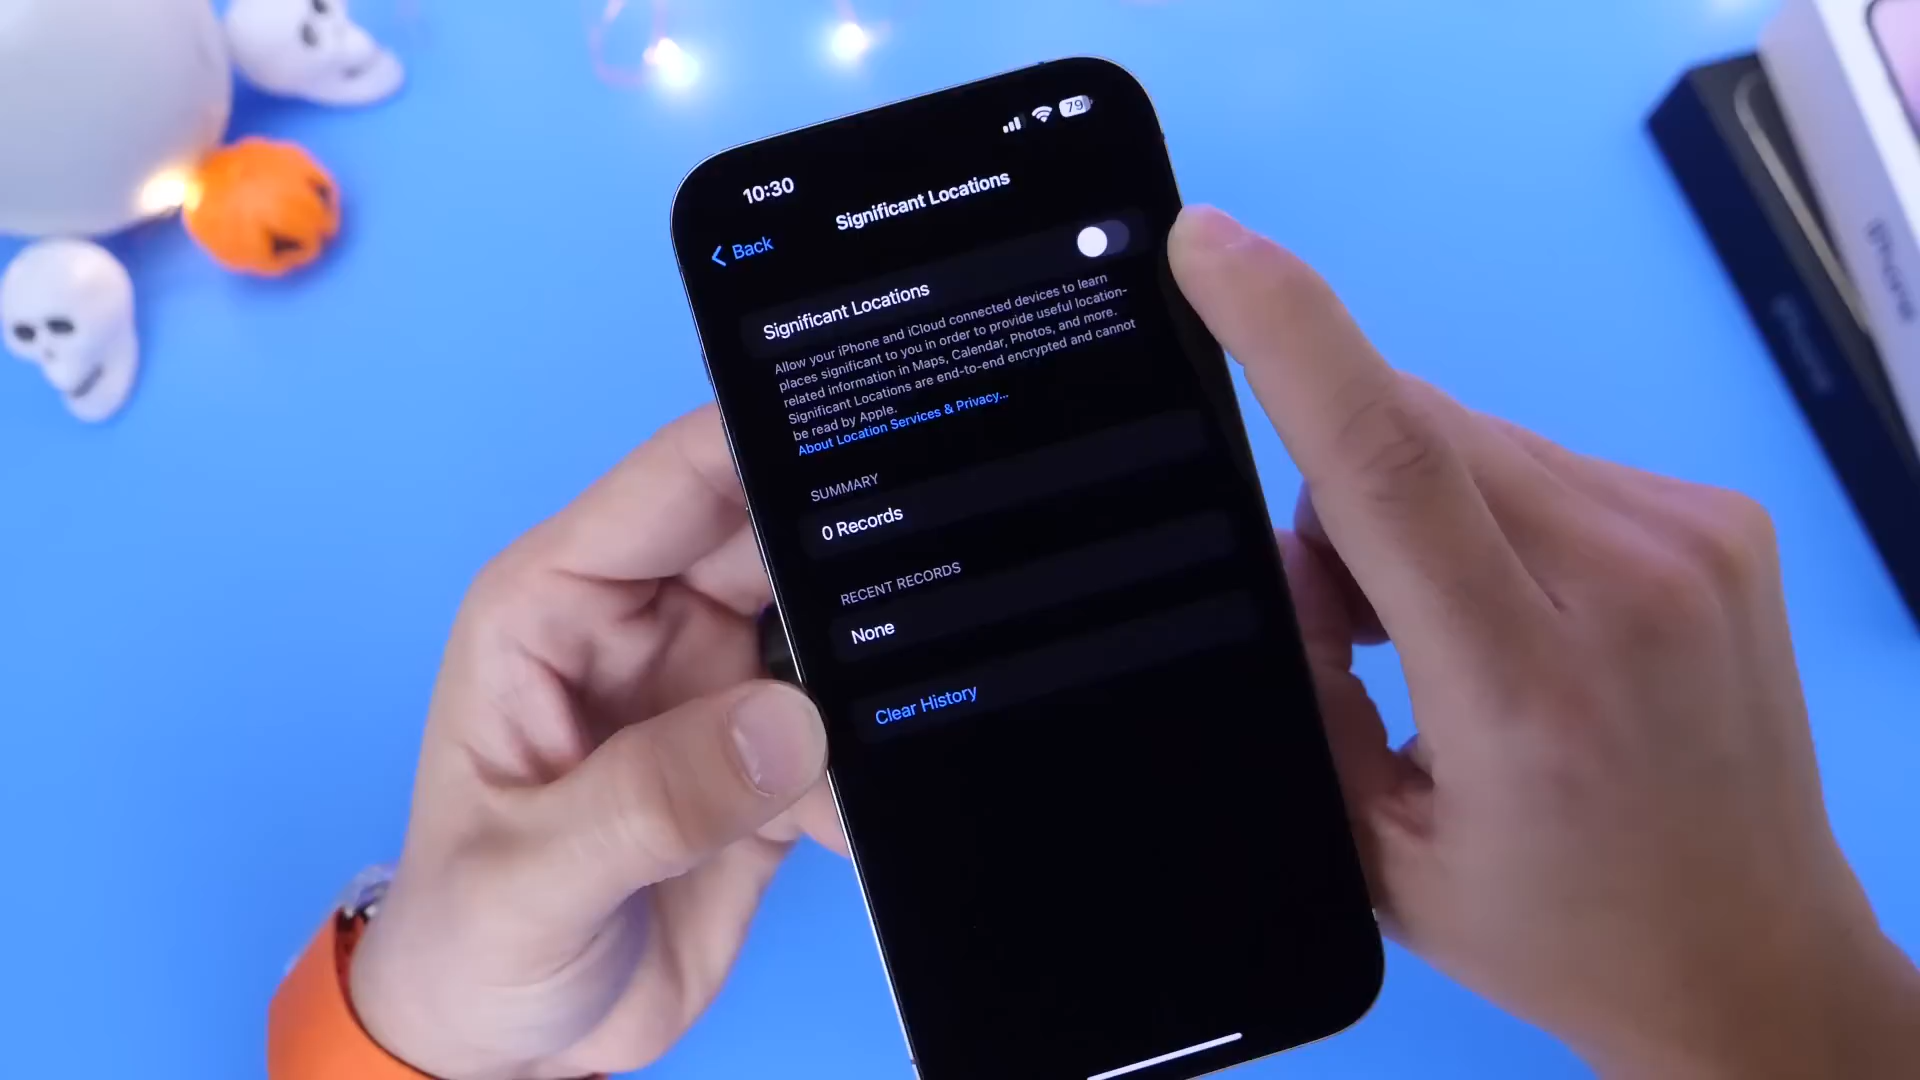 10:30
79
Back
Significant Locations
Significant Locations
Allow your iPhone and iCloud connected devices to learn
places significant to you in order to provide useful location-
related information in Maps, Calendar, Photos, and more.
Significant Locations are end-to-end encrypted and cannot
be read by Apple.
About Location Services & Privacy...
SUMMARY
0 Records
RECENT RECORDS
None
Clear History
iPhone
iPhone